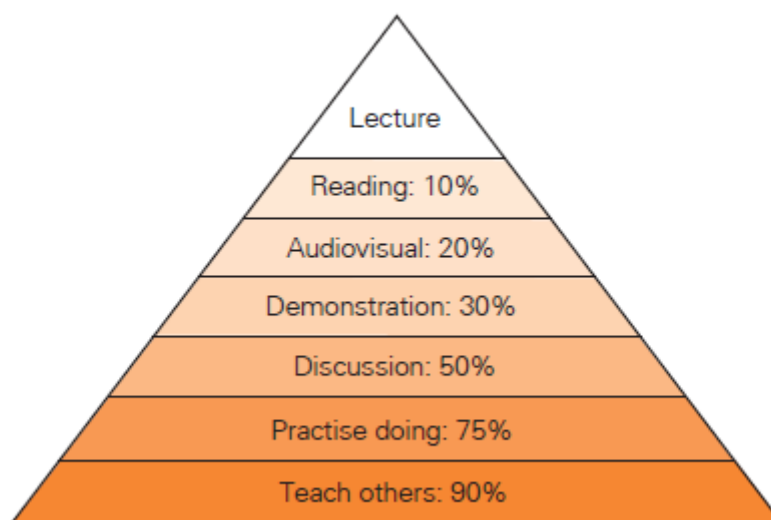 Lecture
Reading: 10%
Audiovisual: 20%
Demonstration: 30%
Discussion: 50%
Practise doing: 75%
Teach others: 90%